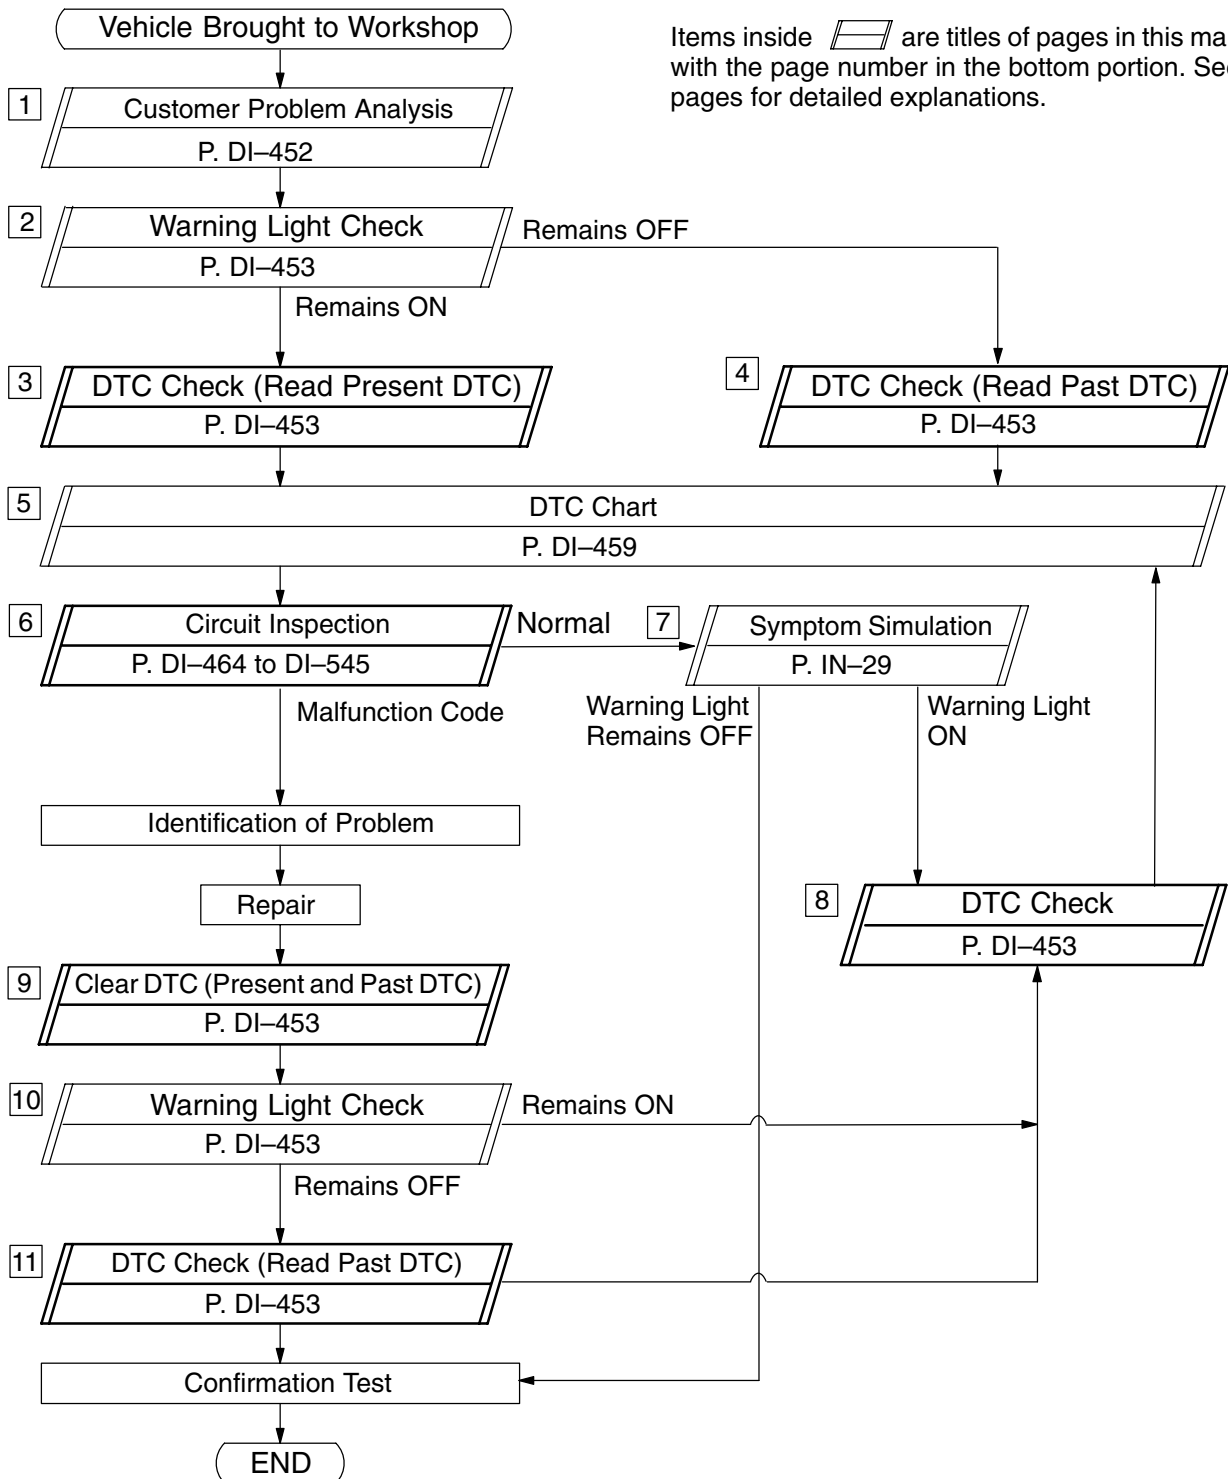 Vehicle Brought to Workshop
Items inside are titles of pages in this
with the page number in the bottom portion.
pages for detailed explanations.
1
Customer Problem Analysis
P. DI–452
2
Warning Light Check
P. DI–453
Remains OFF
Remains ON
3
DTC Check (Read Present DTC)
P. DI–453
4
DTC Check (Read Past DTC)
P. DI–453
5
DTC Chart
P. DI–459
6
Circuit Inspection
P. DI–464 to DI–545
Normal
7
Symptom Simulation
P. IN–29
Malfunction Code
Warning Light
Remains OFF
Warning Light
ON
Identification of Problem
Repair
8
DTC Check
P. DI–453
9
Clear DTC (Present and Past DTC)
P. DI–453
10
Warning Light Check
P. DI–453
Remains ON
Remains OFF
11
DTC Check (Read Past DTC)
P. DI–453
Confirmation Test
END